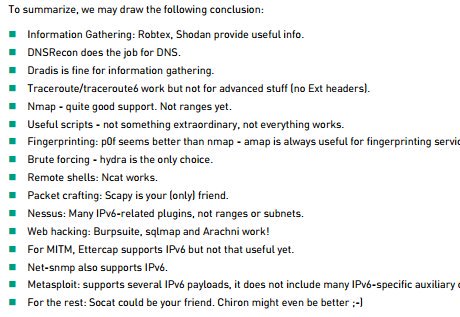 To summarize, we may draw the following conclusion:
Information Gathering: Robtex, Shodan provide useful info.
DNSRecon does the job for DNS.
Dradis is fine for information gathering.
Traceroute/traceroute6 work but not for advanced stuff (no Ext headers).
Nmap - quite good support. Not ranges yet.
Useful scripts - not something extraordinary, not everything works.
Fingerprinting: p0f seems better than nmap - amap is always useful for fingerprinting
Brute forcing - hydra is the only choice.
Remote shells: Ncat works.
Packet crafting: Scapy is your (only) friend.
Nessus: Many IPv6-related plugins, not ranges or subnets.
Web hacking: Burpsuite, sqlmap and Arachni work!
For MITM, Ettercap supports IPv6 but not that useful yet.
Net-snmp also supports IPv6.
Metasploit: supports several IPv6 payloads, it does not include many IPv6-specific auxiliary
For the rest: Socat could be your friend. Chiron might even be better ;-)